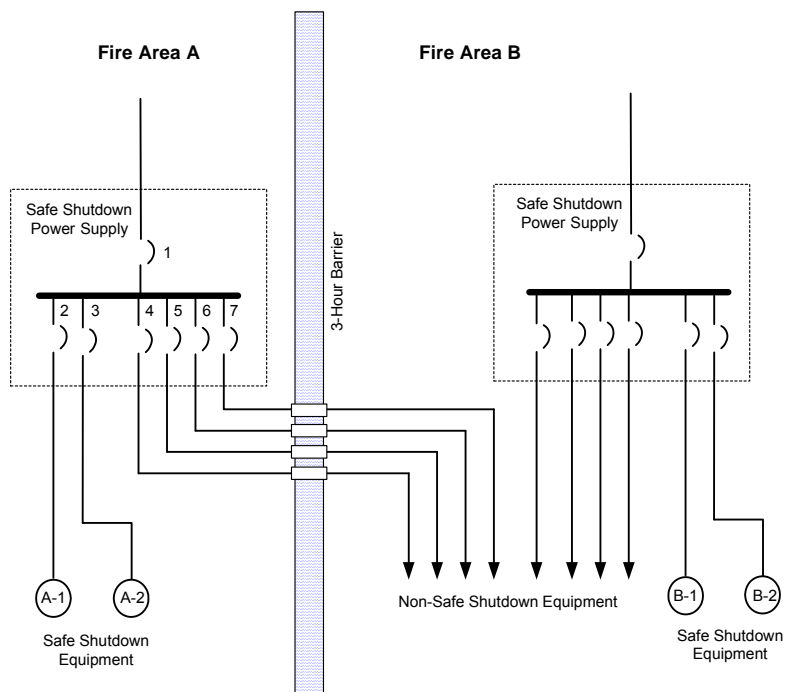 Fire Area A
Fire Area B
Safe Shutdown
Power Supply
1
2
3
4
5
6
7
3-Hour Barrier
Safe Shutdown
Power Supply
A-1
A-2
Safe Shutdown
Equipment
Non-Safe Shutdown Equipment
B-1
B-2
Safe Shutdown
Equipment